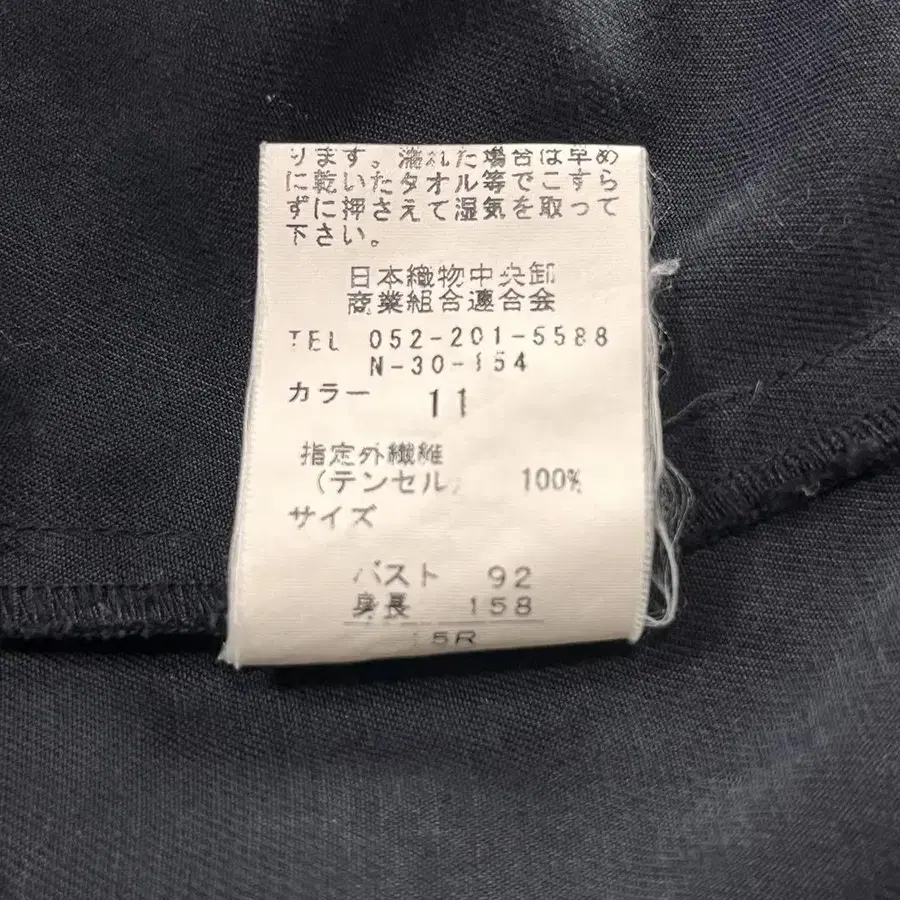 ります。濡れた場合は早め
に乾いたタオル等でこすら
ずに押さえて湿気を取って
下さい。
日本織物中央卸
商業組合連合会
TEL 052-201-5588
N-30-154
カラー 11
指定外繊維
(テンセル) 100%
サイズ
バスト 92
身長 158
15R